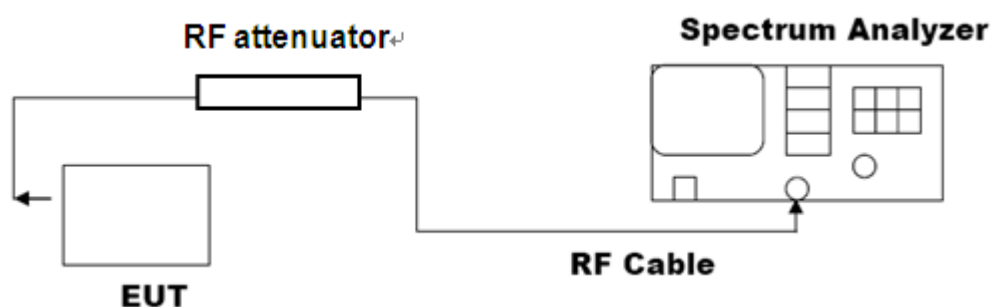 RF attenuator↵
Spectrum Analyzer
RF Cable
EUT